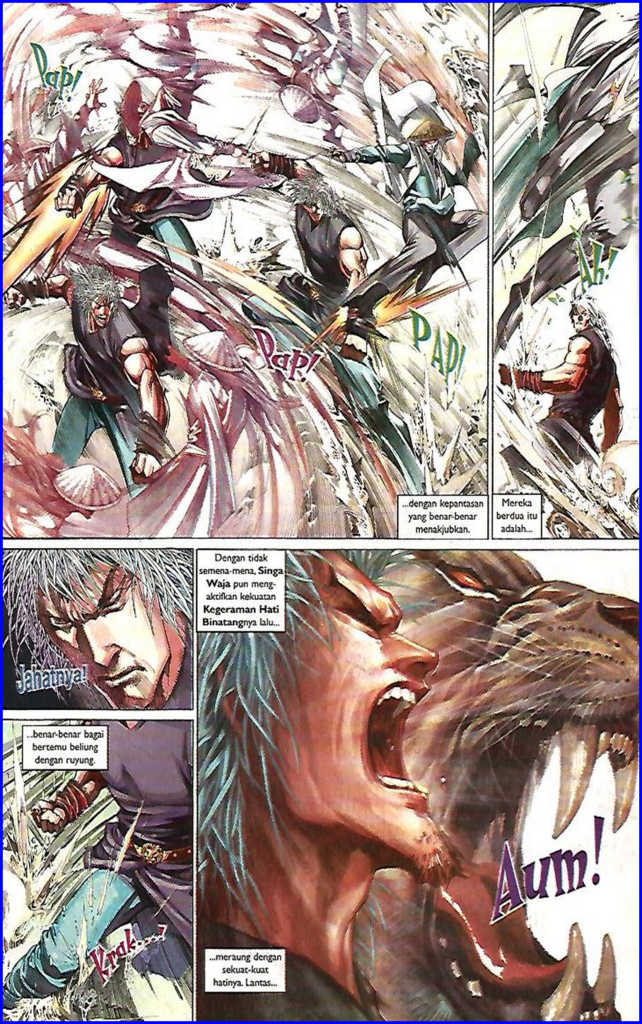 Pap!
Pap!
PAP!
...dengan kepantasan
yang benar-benar
menakjubkan.
Ah!
Mereka
berdua itu
adalah...
Jahatnya!
Dengan tidak
semena-mena, Singa
Waja pun meng-
aktifkan kekuatan
Kegeraman Hati
Binatangnya lalu...
...benar-benar bagai
bertemu beliung
dengan ruyung.
Krak...!
Aum!
...meraung dengan
sekuat-kuat
hatinya. Lantas...